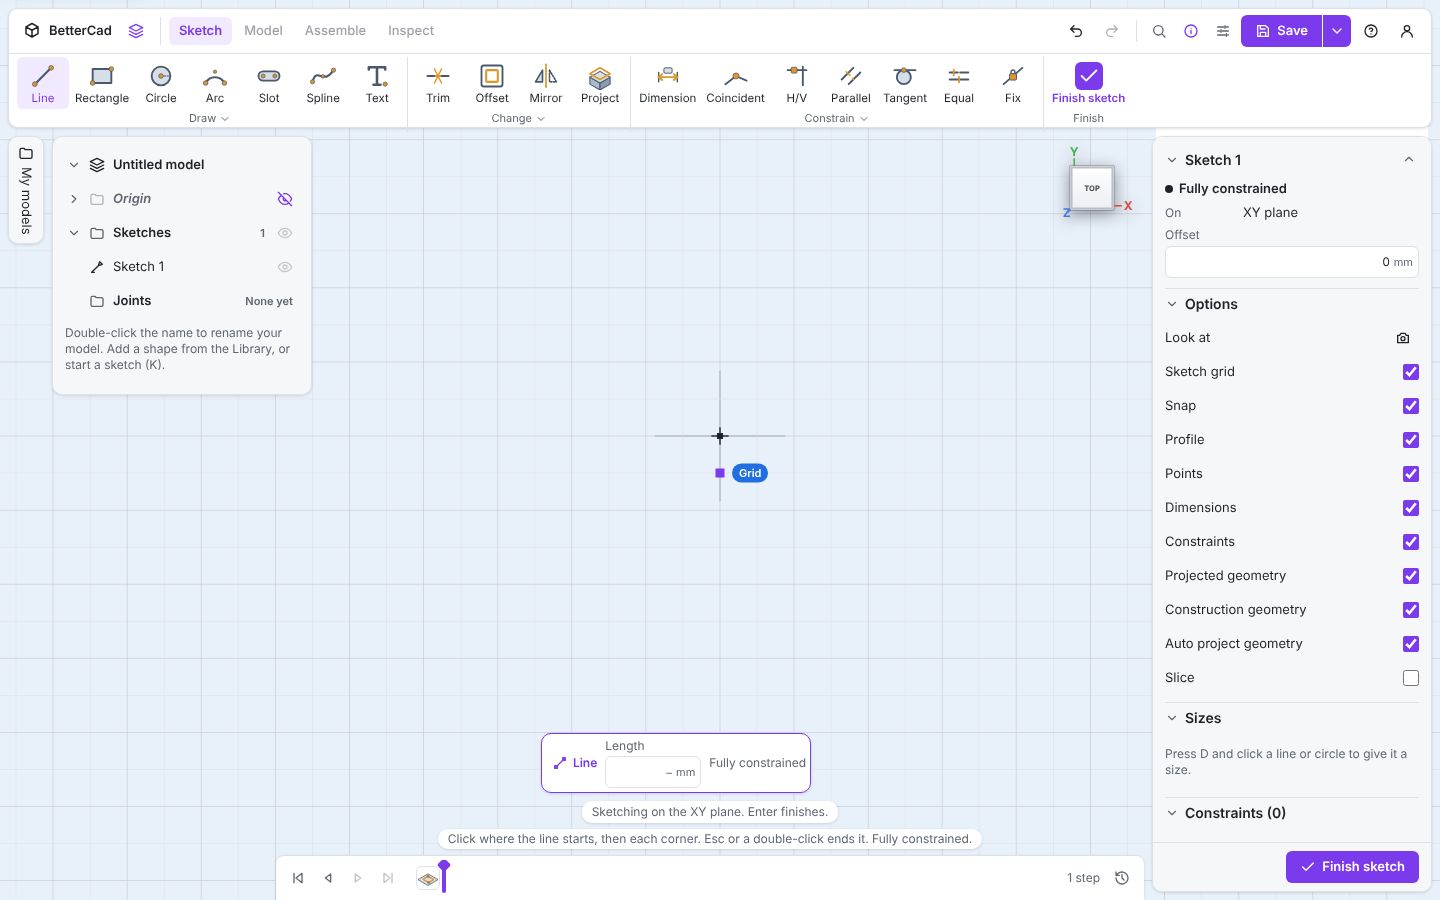 BetterCad
Sketch
Model
Assemble
Inspect
Save
Line
Rectangle
Circle
Arc
Slot
Spline
Text
Trim
Offset
Mirror
Project
Dimension
Coincident
H/V
Parallel
Tangent
Equal
Fix
Finish sketch
Draw
Change
Constrain
Finish
My models
Untitled model
Origin
Sketches
1
Sketch 1
Joints
None yet
Double-click the name to rename your
model. Add a shape from the Library, or
start a sketch (K).
Y
TOP
Z
X
Grid
Length
Line
– mm
Fully constrained
Sketching on the XY plane. Enter finishes.
Click where the line starts, then each corner. Esc or a double-click ends it. Fully constrained.
1 step
Sketch 1
Fully constrained
On
XY plane
Offset
0 mm
Options
Look at
Sketch grid
Snap
Profile
Points
Dimensions
Constraints
Projected geometry
Construction geometry
Auto project geometry
Slice
Sizes
Press D and click a line or circle to give it a
size.
Constraints (0)
Finish sketch